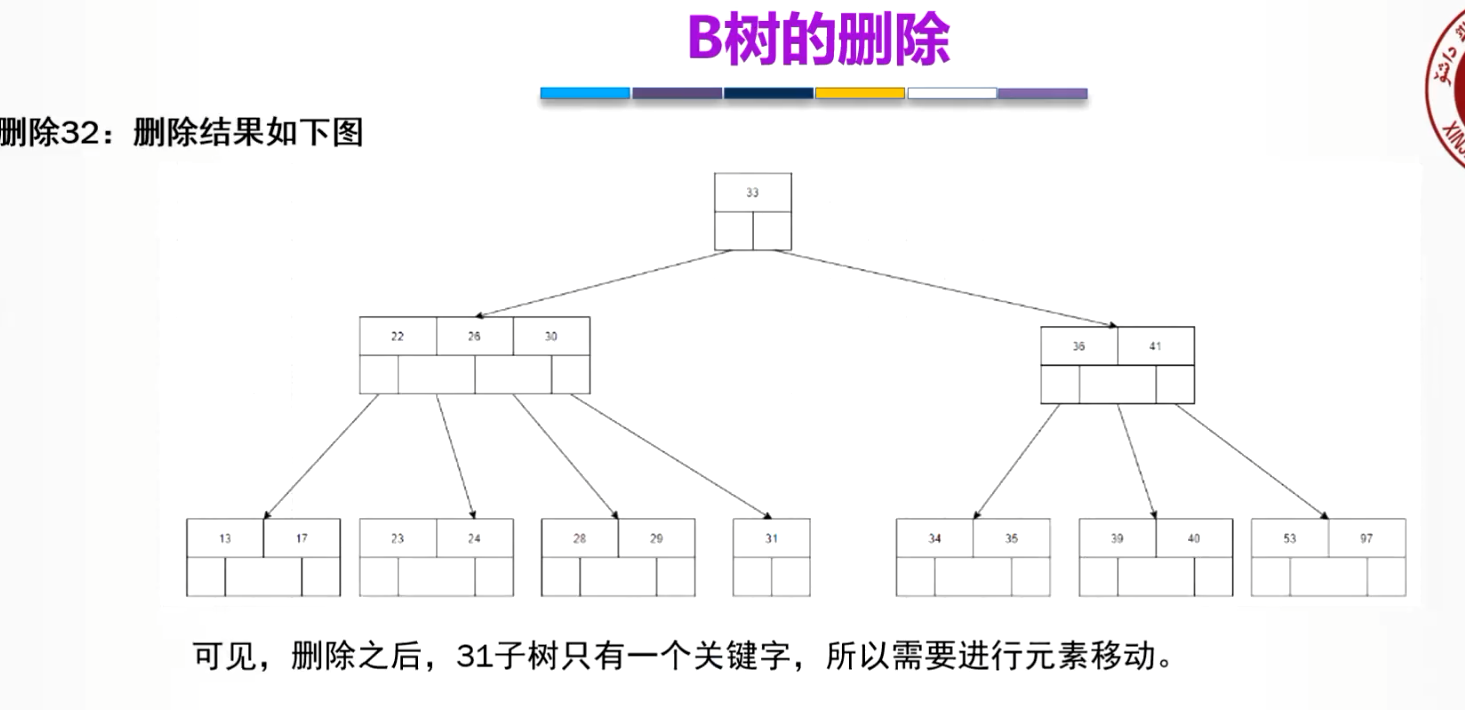 B树的删除
删除32：删除结果如下图
33
22 26 30
36 41
13 17 23 24 28 29 31 34 35 39 40 53 97
可见，删除之后，31子树只有一个关键字，所以需要进行元素移动。